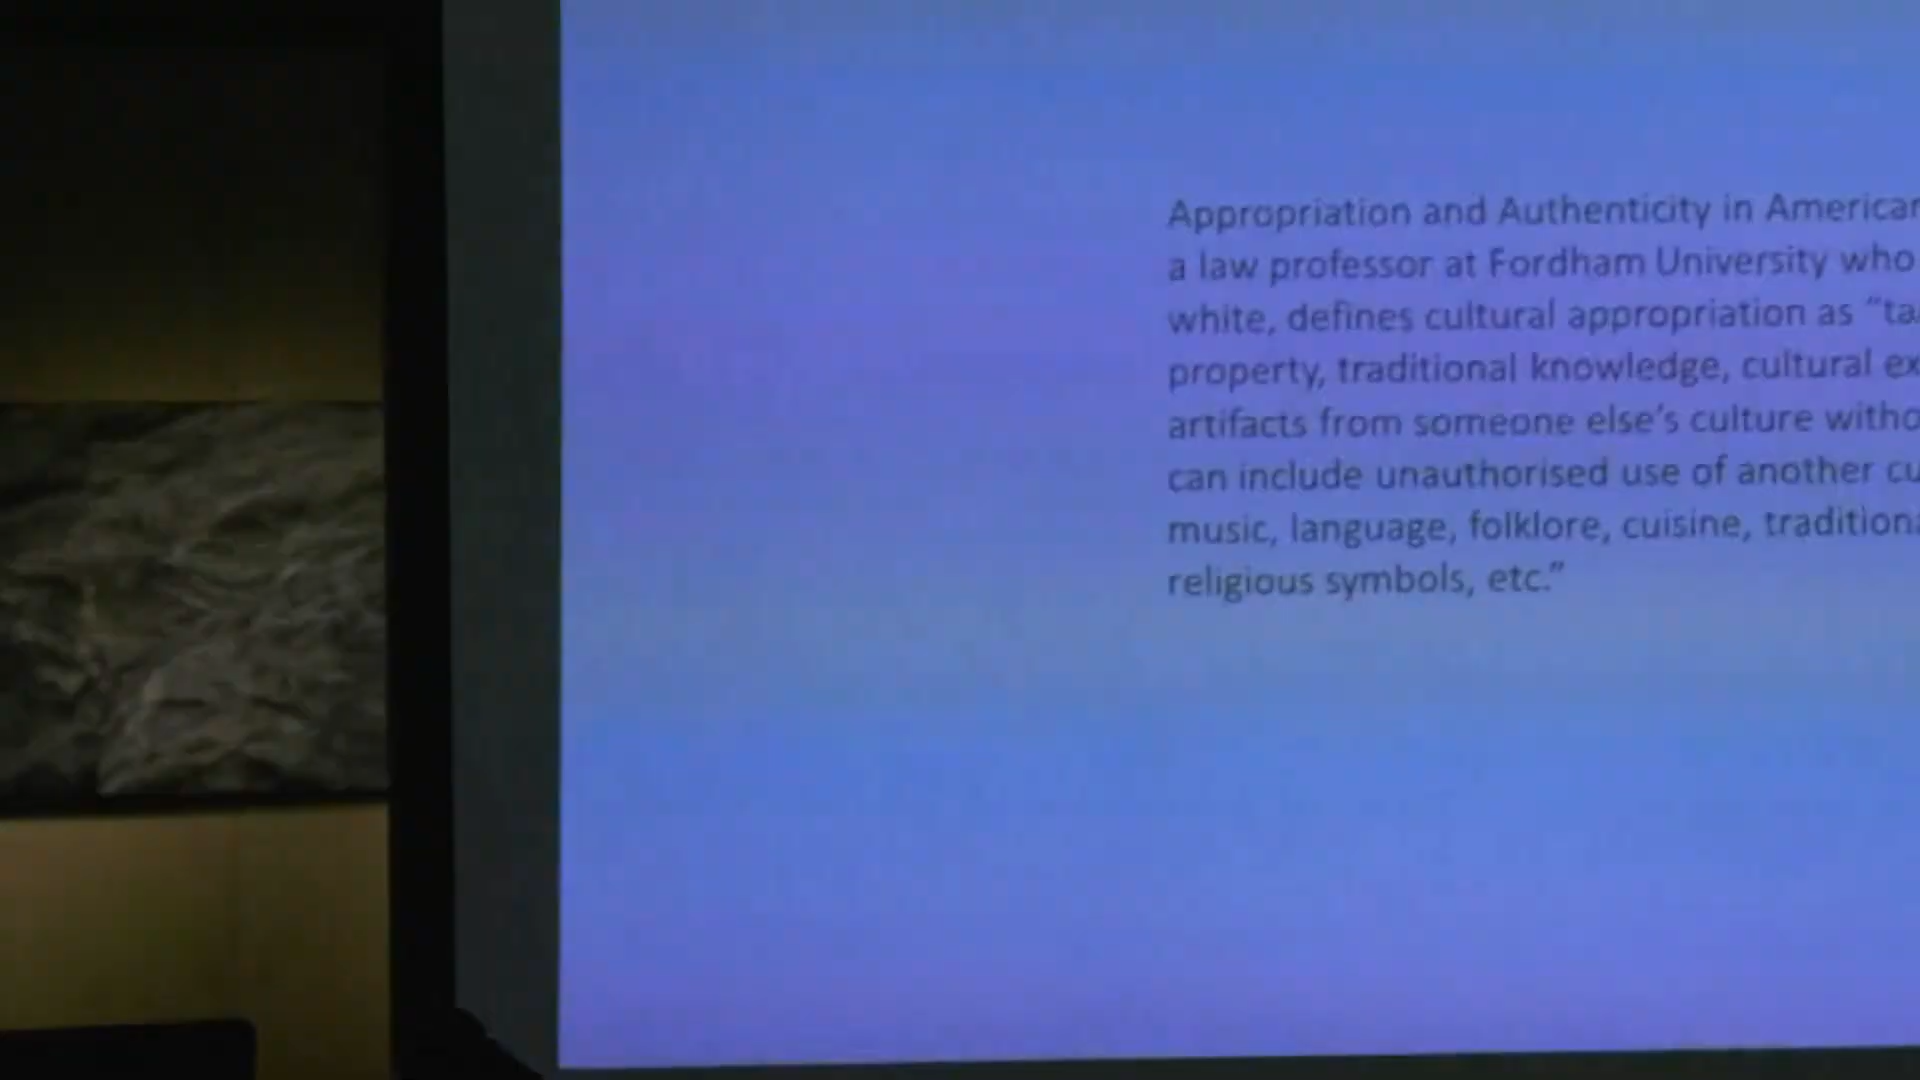 Appropriation and Authenticity in American
a law professor at Fordham University who
white, defines cultural appropriation as “ta
property, traditional knowledge, cultural ex
artifacts from someone else’s culture witho
can include unauthorised use of another cu
music, language, folklore, cuisine, tradition
religious symbols, etc.”